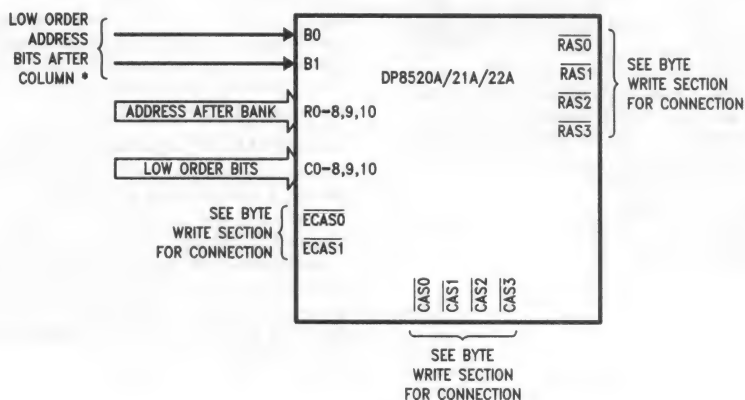 LOW ORDER
ADDRESS
BITS AFTER
COLUMN *
B0
B1
ADDRESS AFTER BANK
R0-8,9,10
LOW ORDER BITS
C0-8,9,10
SEE BYTE
WRITE SECTION
FOR CONNECTION
ECAS0
ECAS1
DP8520A/21A/22A
RAS0
RAS1
RAS2
RAS3
SEE BYTE
WRITE SECTION
FOR CONNECTION
CAS0
CAS1
CAS2
CAS3
SEE BYTE
WRITE SECTION
FOR CONNECTION